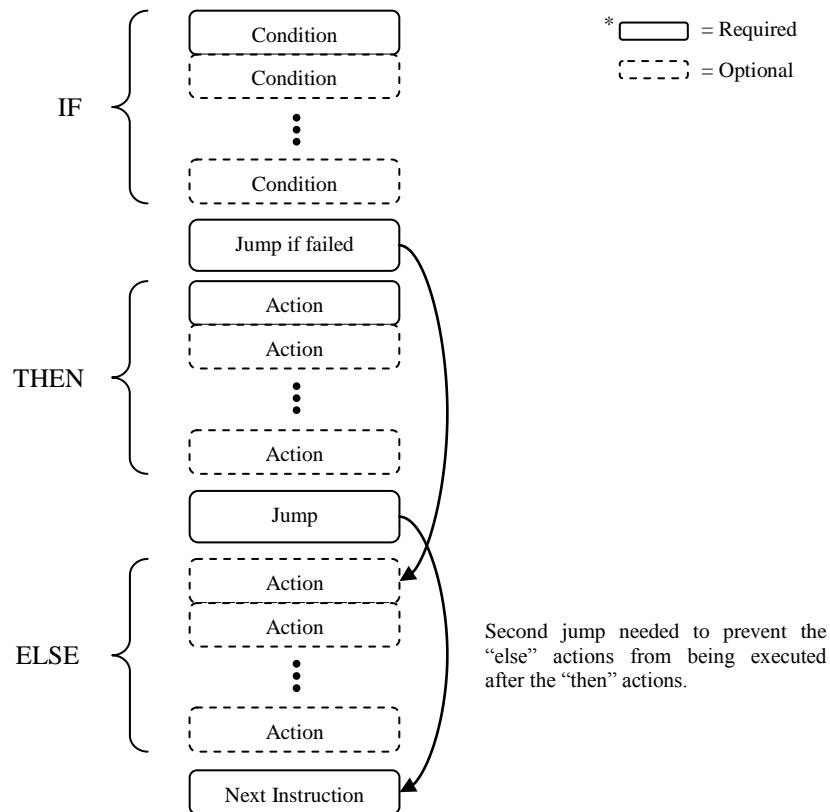 Condition
* = Required
Condition
= Optional
IF
Condition
Jump if failed
Action
Action
THEN
Action
Jump
Action
Action
ELSE
Second jump needed to prevent the
“else” actions from being executed
after the “then” actions.
Action
Next Instruction